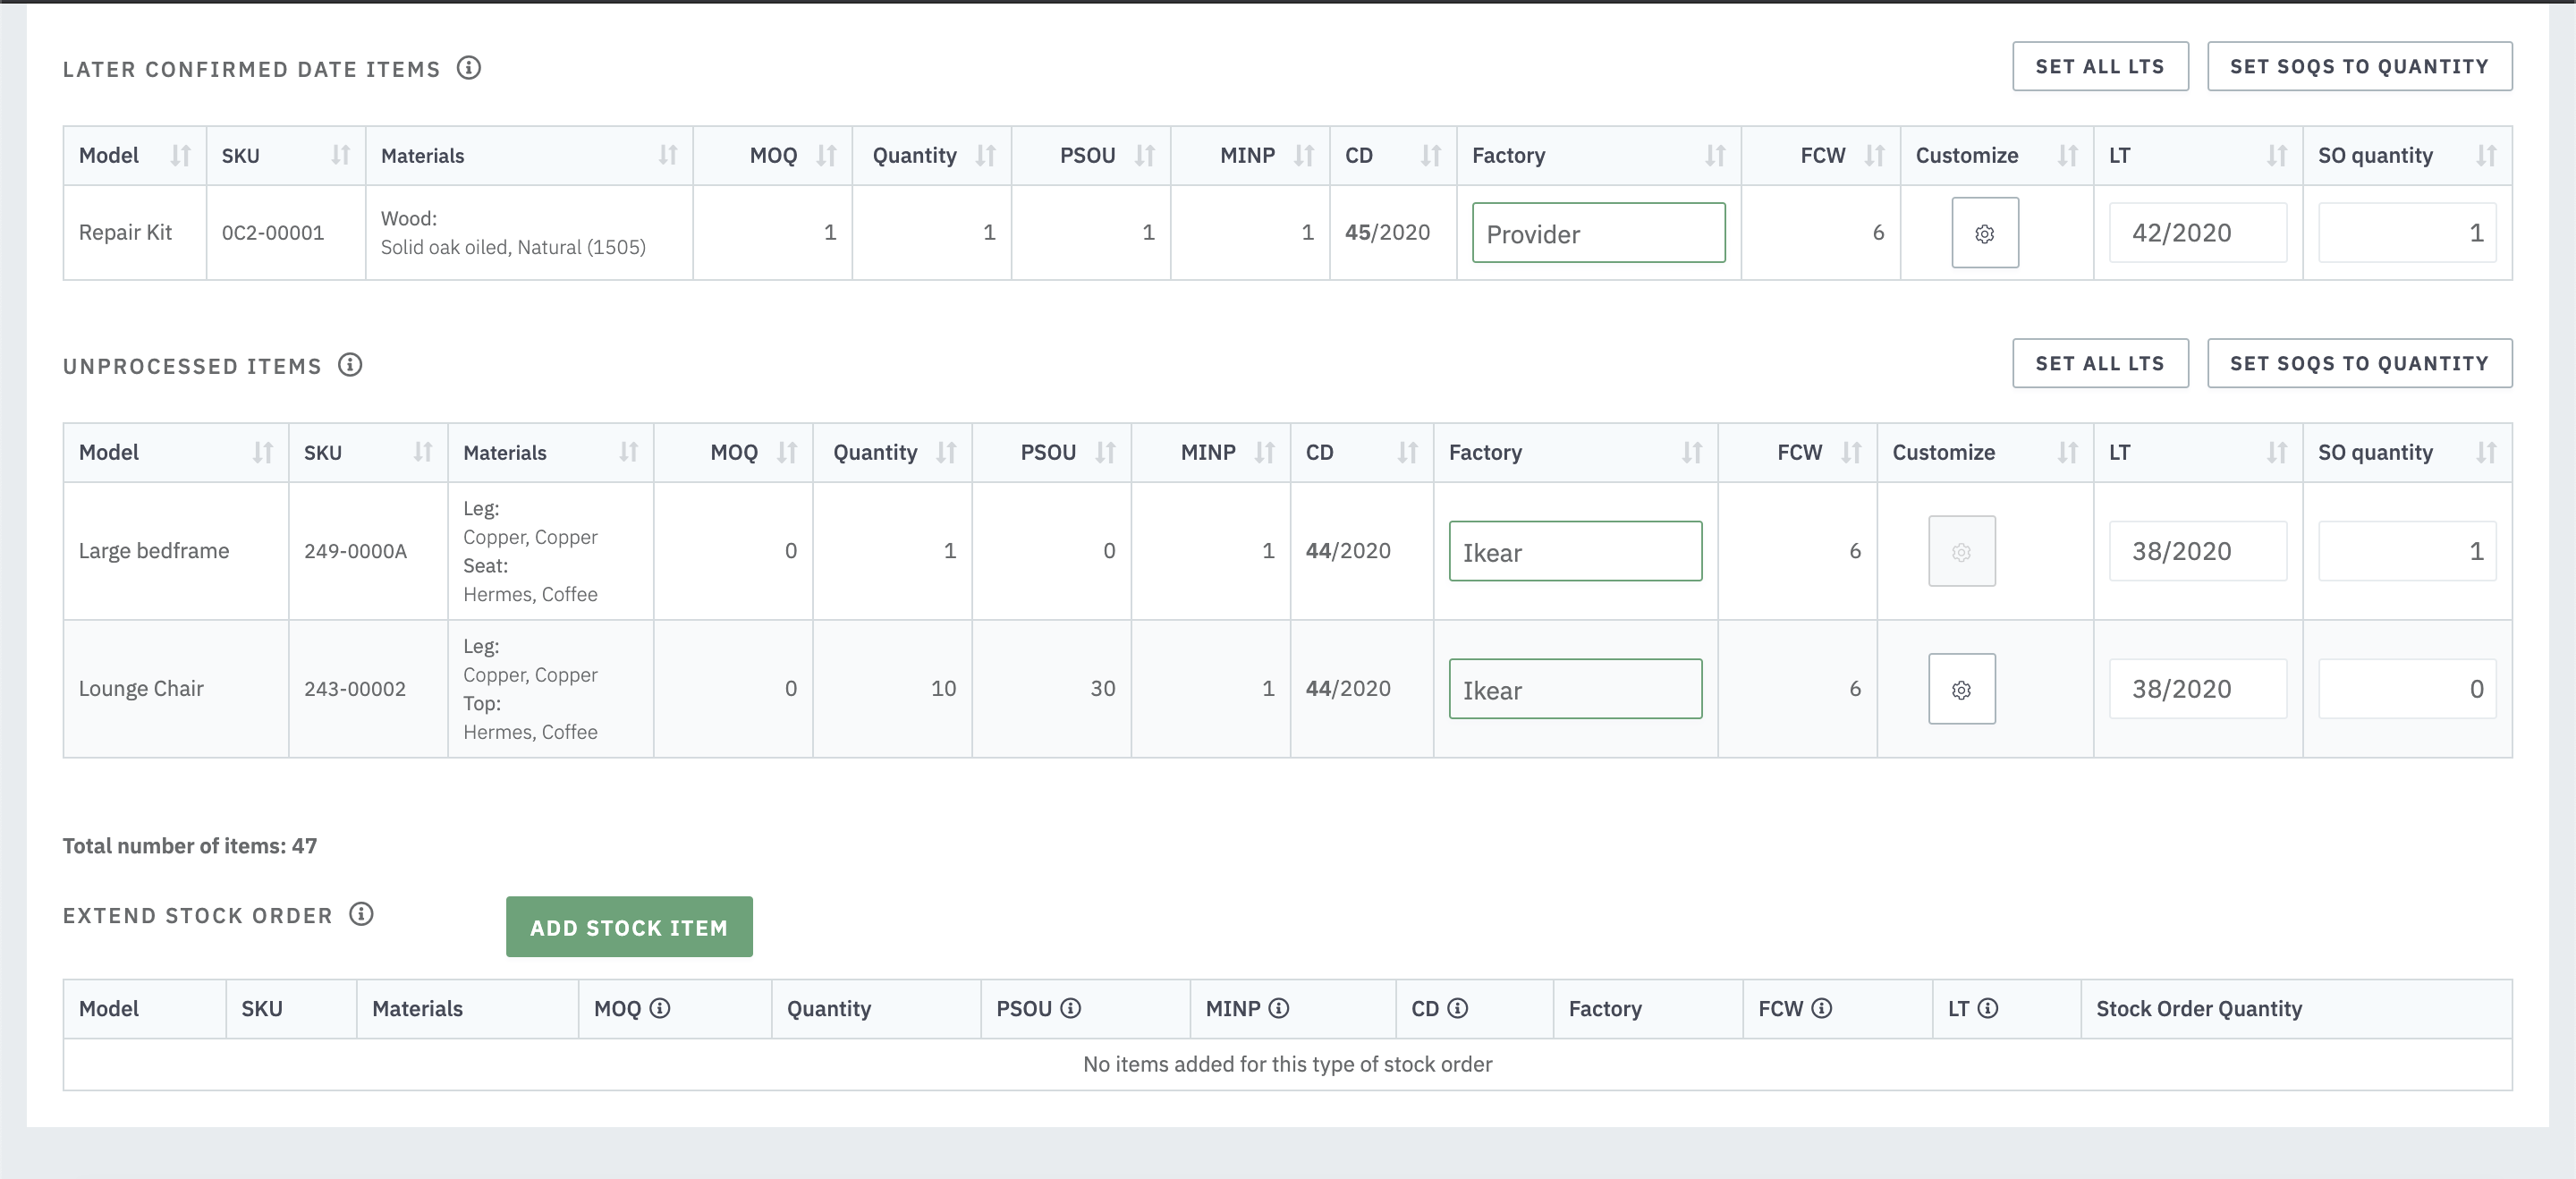 LATER CONFIRMED DATE ITEMS
SET ALL LTS
SET SOQS TO QUANTITY
Model SKU Materials MOQ Quantity PSOU MINP CD Factory FCW Customize LT SO quantity
Repair Kit 0C2-00001 Wood:
Solid oak oiled, Natural (1505) 1 1 1 1 45/2020 Provider 6 42/2020 1
UNPROCESSED ITEMS
SET ALL LTS
SET SOQS TO QUANTITY
Model SKU Materials MOQ Quantity PSOU MINP CD Factory FCW Customize LT SO quantity
Large bedframe 249-0000A Leg:
Copper, Copper
Seat:
Hermes, Coffee 0 1 0 1 44/2020 Ikear 6 38/2020 1
Lounge Chair 243-00002 Leg:
Copper, Copper
Top:
Hermes, Coffee 0 10 30 1 44/2020 Ikear 6 38/2020 0
Total number of items: 47
EXTEND STOCK ORDER
ADD STOCK ITEM
Model SKU Materials MOQ Quantity PSOU MINP CD Factory FCW LT Stock Order Quantity
No items added for this type of stock order